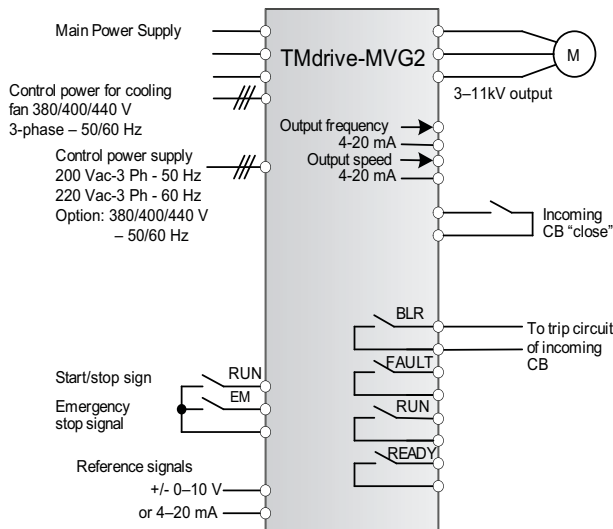 Main Power Supply
TMdrive-MVG2
M
3–11kV output
Control power for cooling
fan 380/400/440 V
3-phase – 50/60 Hz
Output frequency
4-20 mA
Output speed
4-20 mA
Control power supply
200 Vac-3 Ph - 50 Hz
220 Vac-3 Ph - 60 Hz
Option: 380/400/440 V
– 50/60 Hz
Incoming
CB “close”
BLR
To trip circuit
of incoming
CB
FAULT
RUN
READY
Start/stop sign
RUN
Emergency
stop signal
EM
Reference signals
+/- 0–10 V
or 4–20 mA